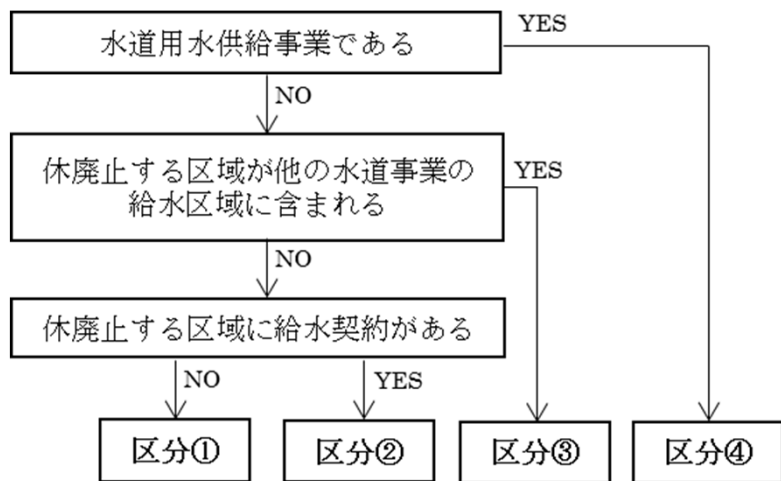 水道用水供給事業である
YES
NO
休廃止する区域が他の水道事業の
給水区域に含まれる
YES
NO
休廃止する区域に給水契約がある
NO
YES
区分①
区分②
区分③
区分④